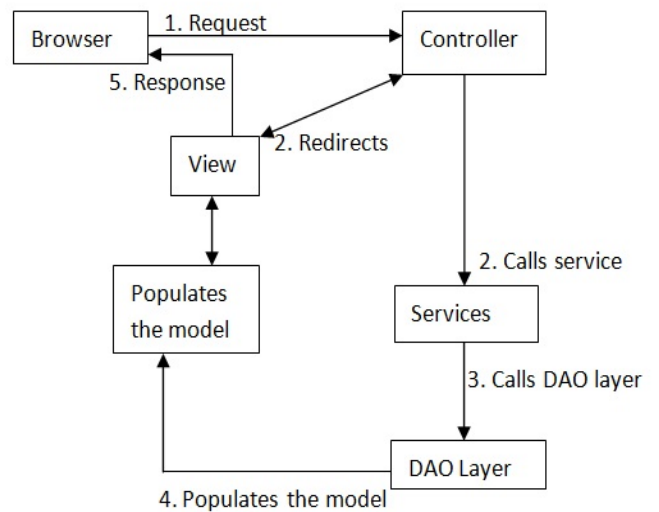 Browser
1. Request
Controller
5. Response
2. Redirects
View
2. Calls service
Populates
the model
Services
3. Calls DAO layer
DAO Layer
4. Populates the model